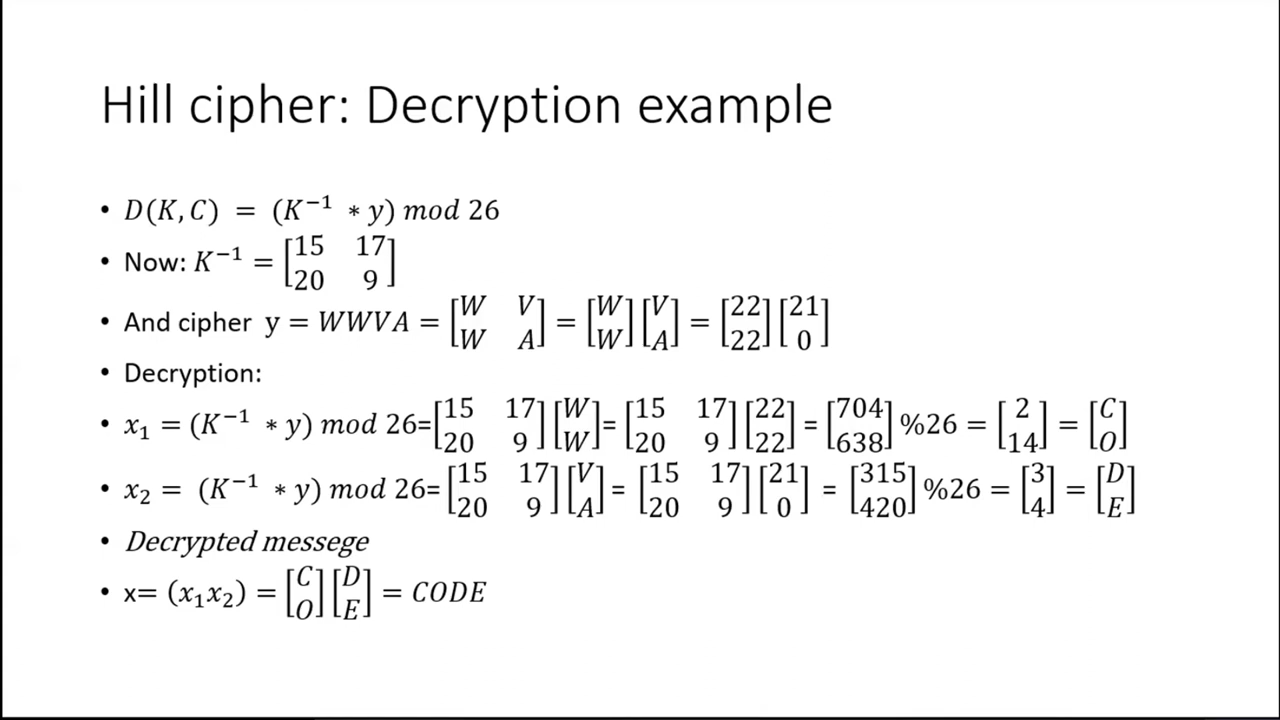 Hill cipher: Decryption example
• D(K, C) = (K⁻¹ * y) mod 26
• Now: K⁻¹ = [15 17; 20 9]
• And cipher y = WWVA = [W V; W A] = [W; W][V; A] = [22; 22][21; 0]
• Decryption:
• x₁ = (K⁻¹ * y) mod 26=[15 17; 20 9][W; W]= [15 17; 20 9][22; 22] = [704; 638]%26 = [2; 14] = [C; O]
• x₂ = (K⁻¹ * y) mod 26=[15 17; 20 9][V; A]= [15 17; 20 9][21; 0] = [315; 420]%26 = [3; 4] = [D; E]
• Decrypted messege
• x= (x₁x₂) = [C; O][D; E] = CODE